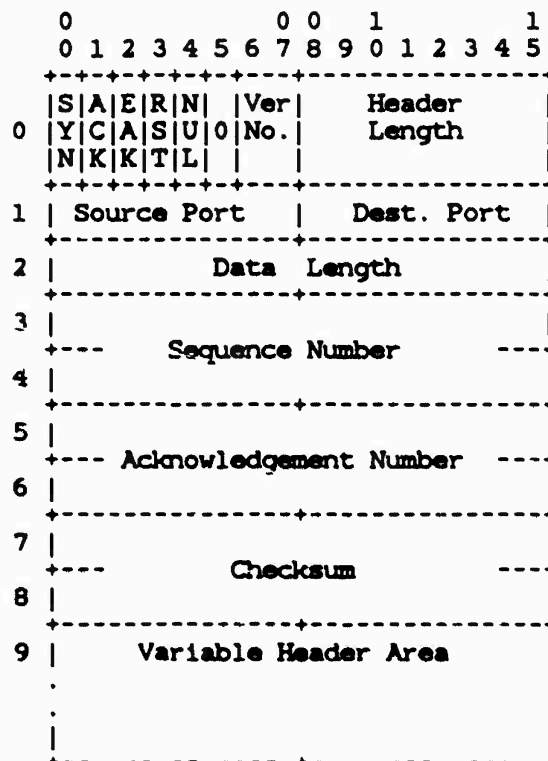 0 0 0 1 1
0 1 2 3 4 5 6 7 8 9 0 1 2 3 4 5
+-+-+-+-+-+-+---+---------------
|S|A|E|R|N| |Ver| Header
0 |Y|C|A|S|U|0|No.| Length
|N|K|K|T|L| | |
+-+-+-+-+-+-+---+---------------
1 | Source Port | Dest. Port |
+---------------+---------------
2 | Data Length
+---------------+---------------
3 |
+--- Sequence Number ----
4 |
+---------------+---------------
5 |
+--- Acknowledgement Number ----
6 |
+---------------+---------------
7 |
+--- Checksum ----
8 |
+---------------+---------------
9 | Variable Header Area
.
.
|